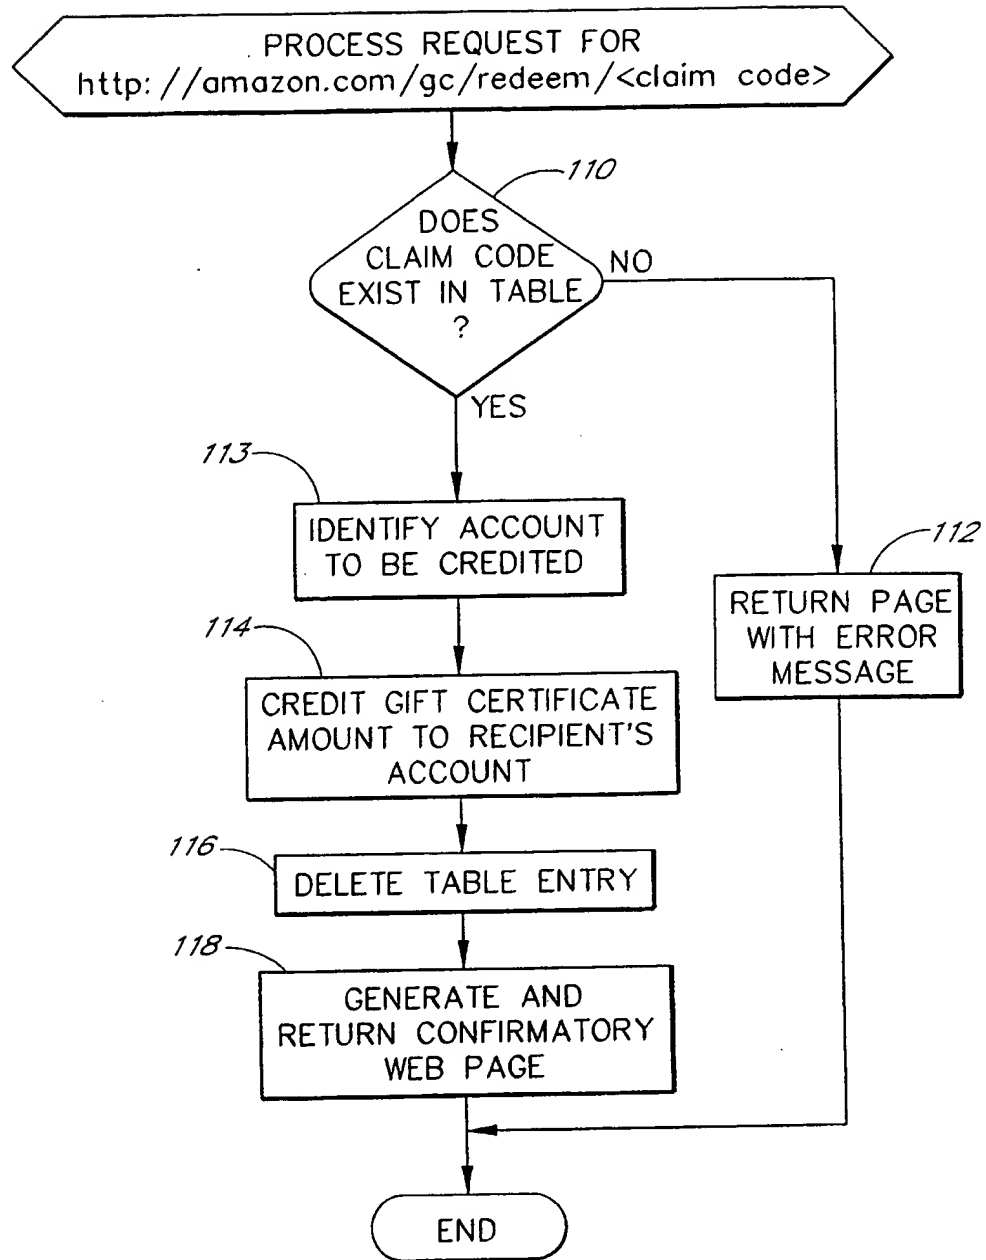 PROCESS REQUEST FOR
http://amazon.com/gc/redeem/<claim code>
110
DOES
CLAIM CODE
EXIST IN TABLE
?
NO
YES
113
IDENTIFY ACCOUNT
TO BE CREDITED
112
RETURN PAGE
WITH ERROR
MESSAGE
114
CREDIT GIFT CERTIFICATE
AMOUNT TO RECIPIENT'S
ACCOUNT
116
DELETE TABLE ENTRY
118
GENERATE AND
RETURN CONFIRMATORY
WEB PAGE
END